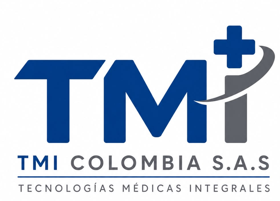 TMi
TMI COLOMBIA S.A.S
TECNOLOGÍAS MÉDICAS INTEGRALES